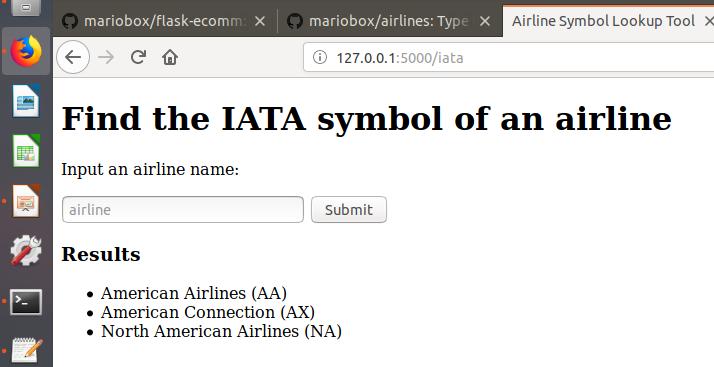 mariobox/flask-ecomm: mariobox/airlines: Type Airline Symbol Lookup Tool
127.0.0.1:5000/iata
Find the IATA symbol of an airline
Input an airline name:
airline Submit
Results
• American Airlines (AA)
• American Connection (AX)
• North American Airlines (NA)